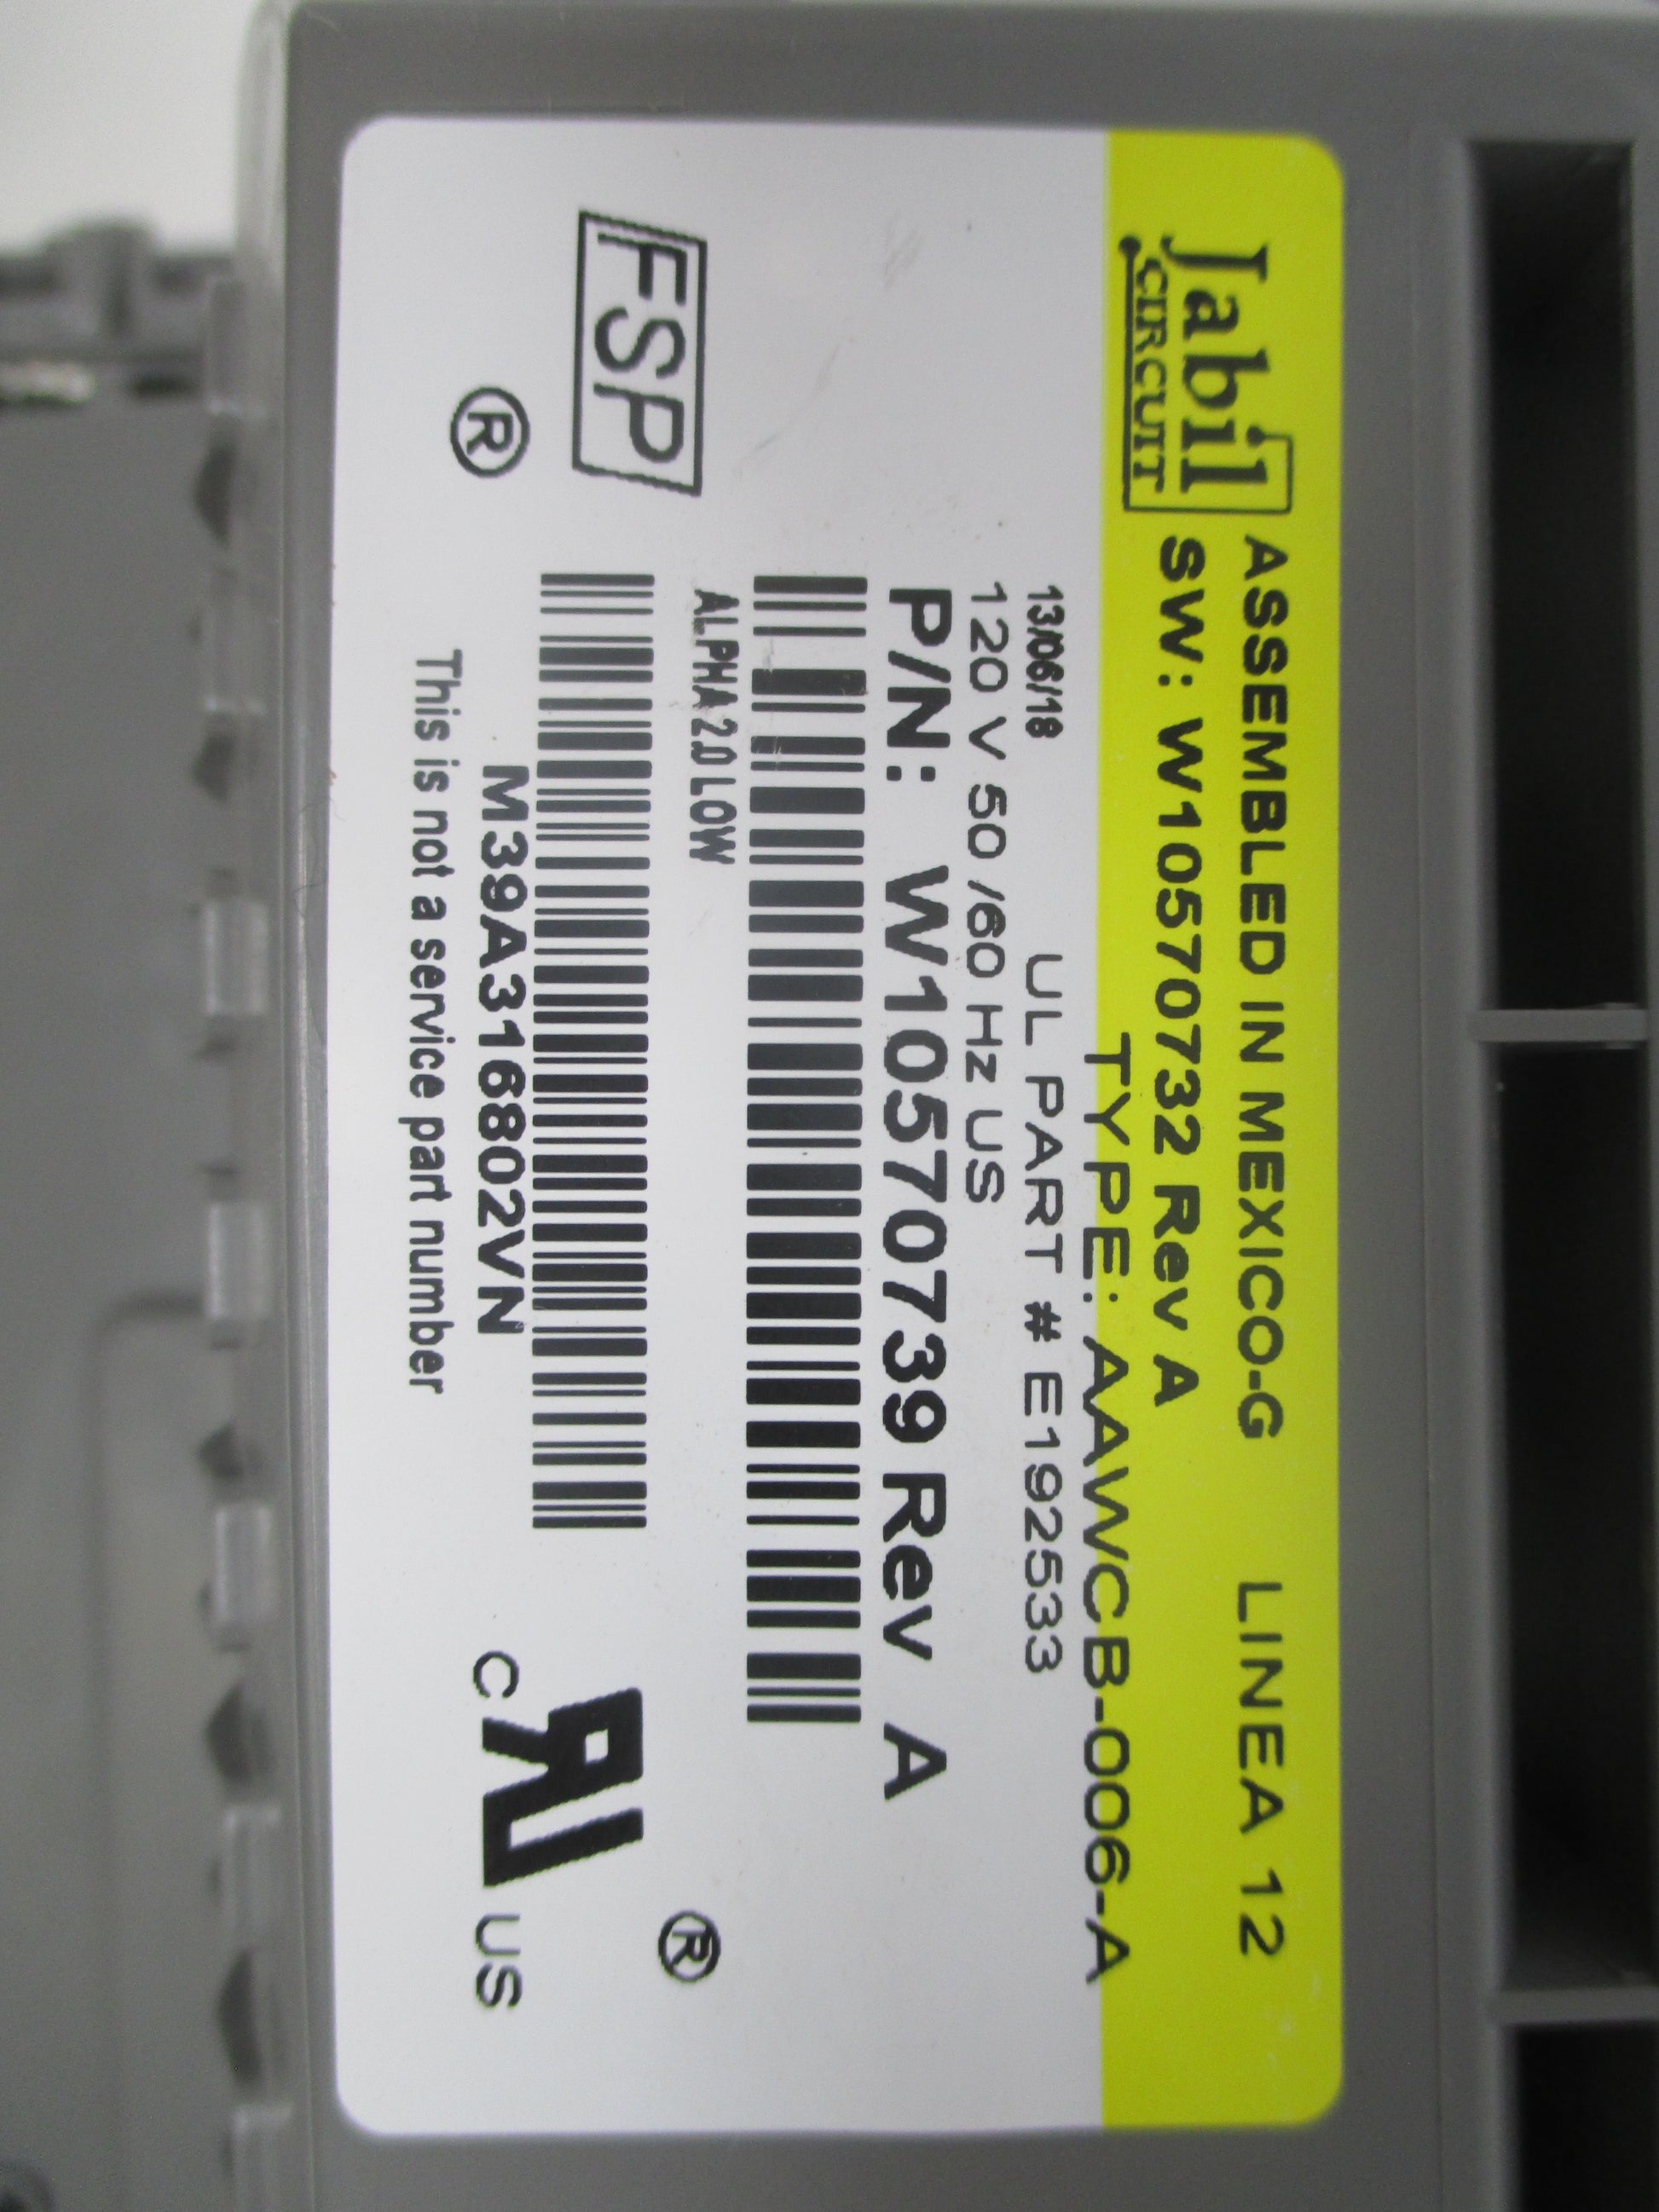 Jabil
CIRCUIT
ASSEMBLED IN MEXICO-G LINEA 12
SW: W10570732 Rev A
TYPE: AAWCB-006-A
13/06/18 UL PART # E192533
120 V 50 /60 Hz US
P/N: W10570739 Rev A
FSP
®
ALPHA 2.0 LOW
M39A316802VN
This is not a service part number
®
c RU US